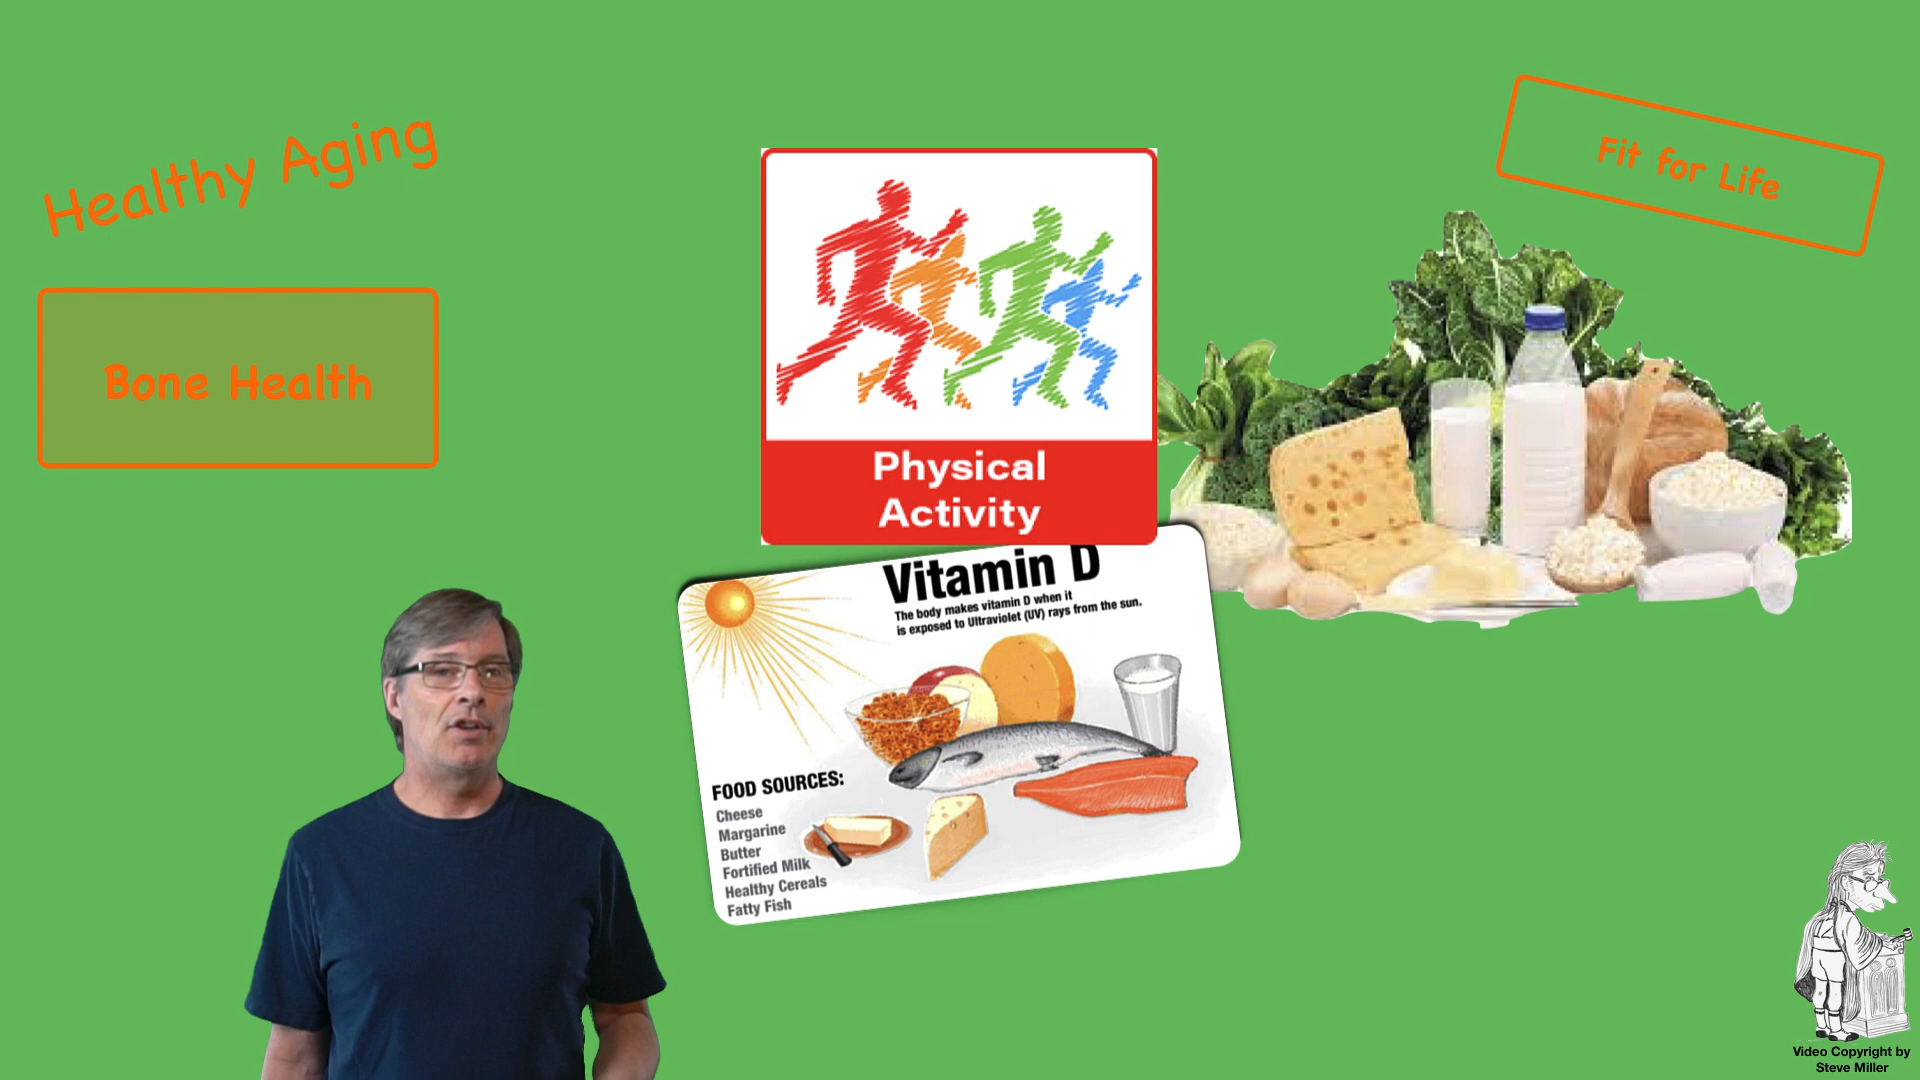 Healthy Aging
Fit for Life
Bone Health
Physical
Activity
Vitamin D
The body makes vitamin D when it
is exposed to Ultraviolet (UV) rays from the sun.
FOOD SOURCES:
Cheese
Margarine
Butter
Fortified Milk
Healthy Cereals
Fatty Fish
Video Copyright by
Steve Miller